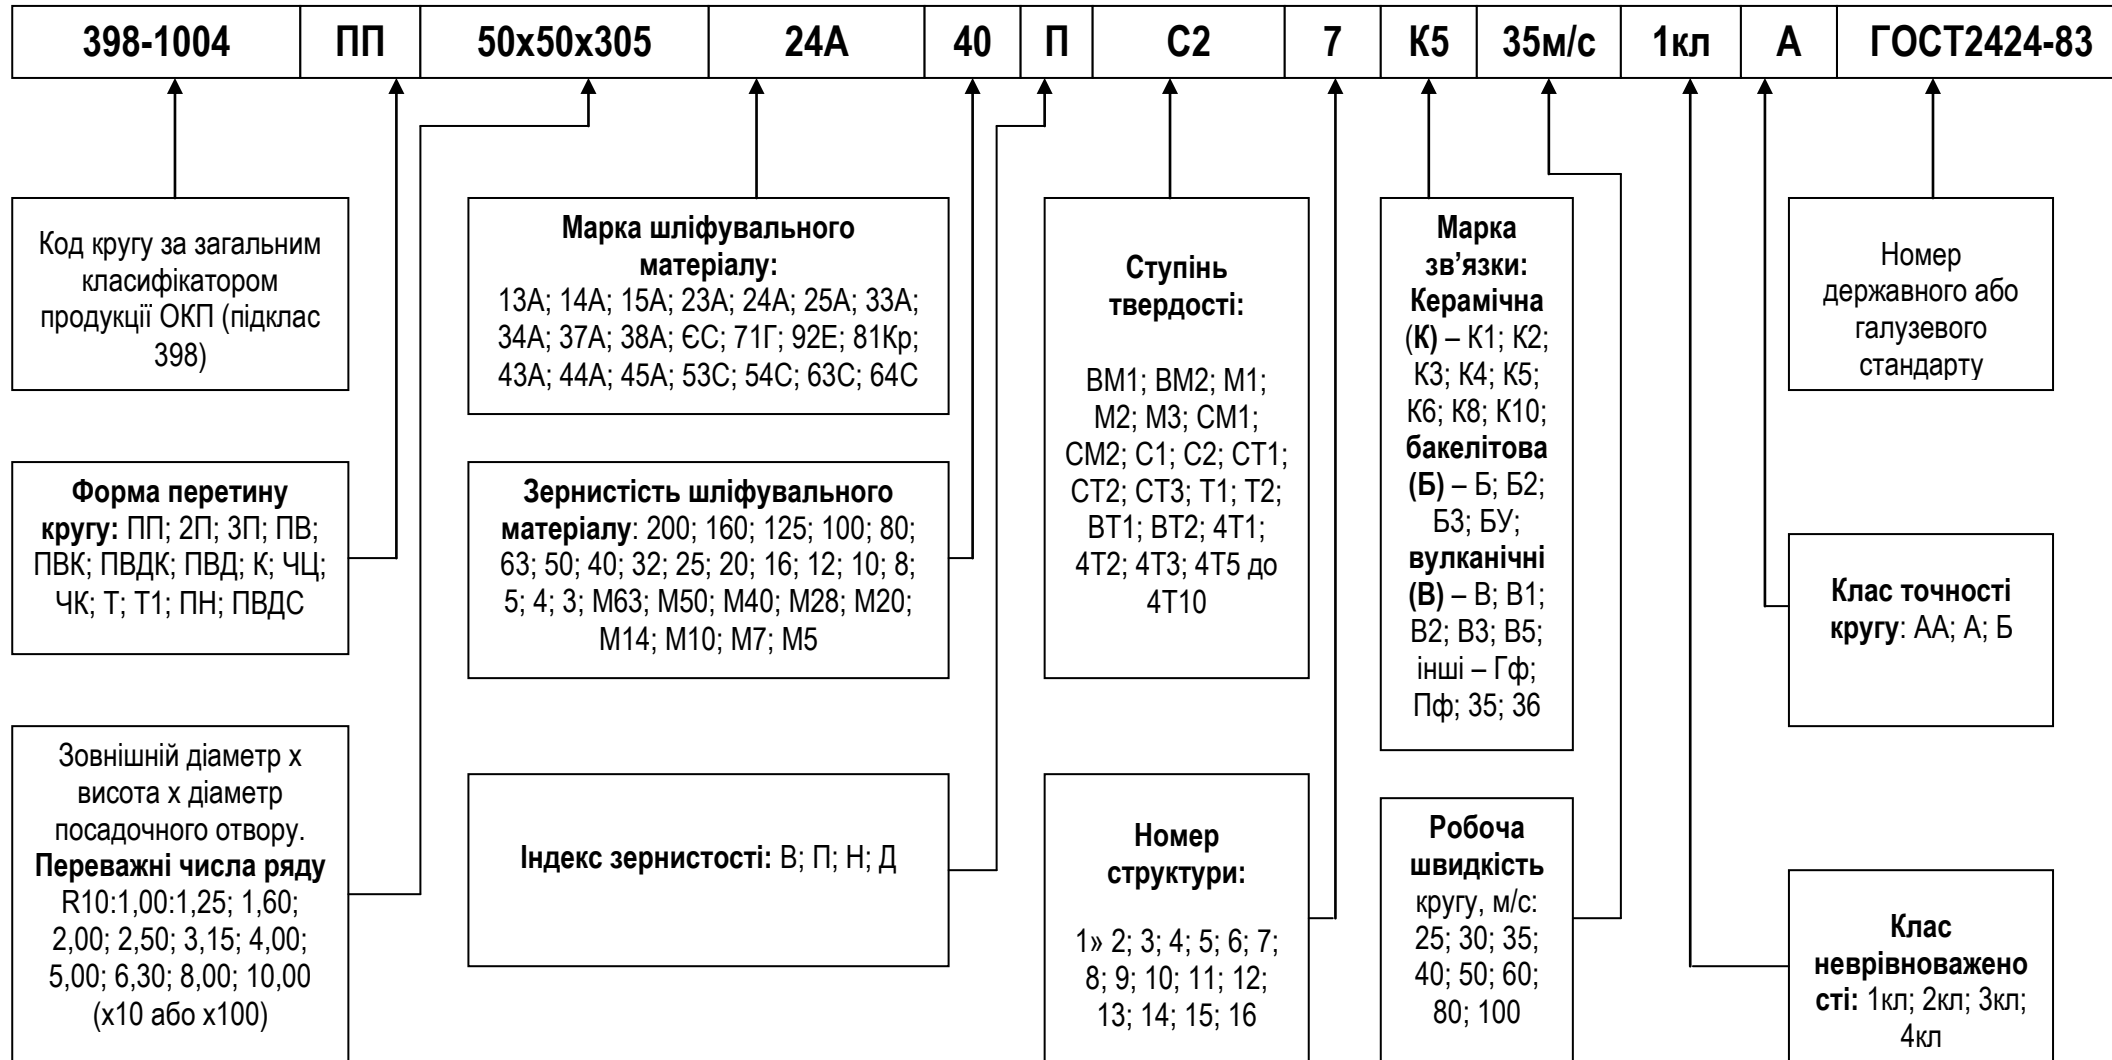 398-1004 ПП 50х50х305 24А 40 П С2 7 К5 35м/с 1кл А ГОСТ2424-83
Код кругу за загальним
класифікатором
продукції ОКП (підклас
398)
Форма перетину
кругу: ПП; 2П; 3П; ПВ;
ПВК; ПВДК; ПВД; К; ЧЦ;
ЧК; Т; Т1; ПН; ПВДС
Зовнішній діаметр х
висота х діаметр
посадочного отвору.
Переважні числа ряду
R10:1,00:1,25; 1,60;
2,00; 2,50; 3,15; 4,00;
5,00; 6,30; 8,00; 10,00
(х10 або х100)
Марка шліфувального
матеріалу:
13А; 14А; 15А; 23А; 24А; 25А; 33А;
34А; 37А; 38А; ЄС; 71Г; 92Е; 81Кр;
43А; 44А; 45А; 53С; 54С; 63С; 64С
Зернистість шліфувального
матеріалу: 200; 160; 125; 100; 80;
63; 50; 40; 32; 25; 20; 16; 12; 10; 8;
5; 4; 3; М63; М50; М40; М28; М20;
М14; М10; М7; М5
Індекс зернистості: В; П; Н; Д
Ступінь
твердості:
ВМ1; ВМ2; М1;
М2; М3; СМ1;
СМ2; С1; С2; СТ1;
СТ2; СТ3; Т1; Т2;
ВТ1; ВТ2; 4Т1;
4Т2; 4Т3; 4Т5 до
4Т10
Номер
структури:
1» 2; 3; 4; 5; 6; 7;
8; 9; 10; 11; 12;
13; 14; 15; 16
Марка
зв’язки:
Керамічна
(К) – К1; К2;
К3; К4; К5;
К6; К8; К10;
бакелітова
(Б) – Б; Б2;
Б3; БУ;
вулканічні
(В) – В; В1;
В2; В3; В5;
інші – Гф;
Пф; 35; 36
Робоча
швидкість
кругу, м/с:
25; 30; 35;
40; 50; 60;
80; 100
Номер
державного або
галузевого
стандарту
Клас точності
кругу: АА; А; Б
Клас
неврівноважено
сті: 1кл; 2кл; 3кл;
4кл